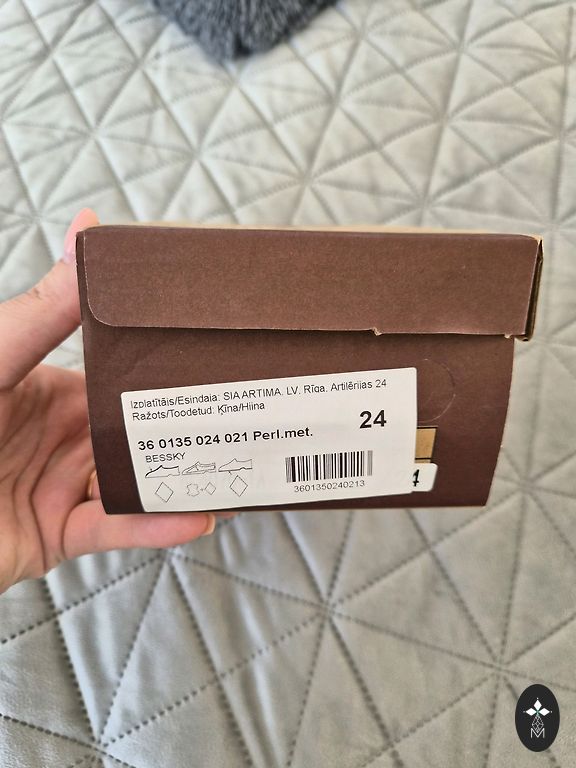 Izplatītājs/Esindaja: SIA ARTIMA, LV, Rīga, Artilērijas 24
Ražots/Toodetud: Ķīna/Hiina
24
36 0135 024 021 Perl.met.
BESSKY
3601350240213
4